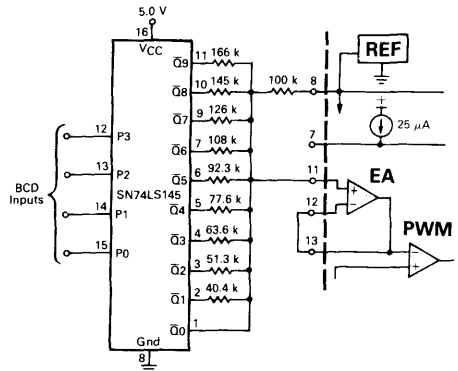 5.0 V
16
VCC
REF
Q̅9 11 166 k
Q̅8 10 145 k
100 k 8
Q̅7 9 126 k
+
25 μA
12 P3
Q̅6 7 108 k
7
13 P2
Q̅5 6 92.3 k
11
EA
BCD
Inputs
SN74LS145
+
−
14 P1
Q̅4 5 77.6 k
12
PWM
15 P0
Q̅3 4 63.6 k
13
−
+
Q̅2 3 51.3 k
Q̅1 2 40.4 k
Q̅0 1
Gnd
8